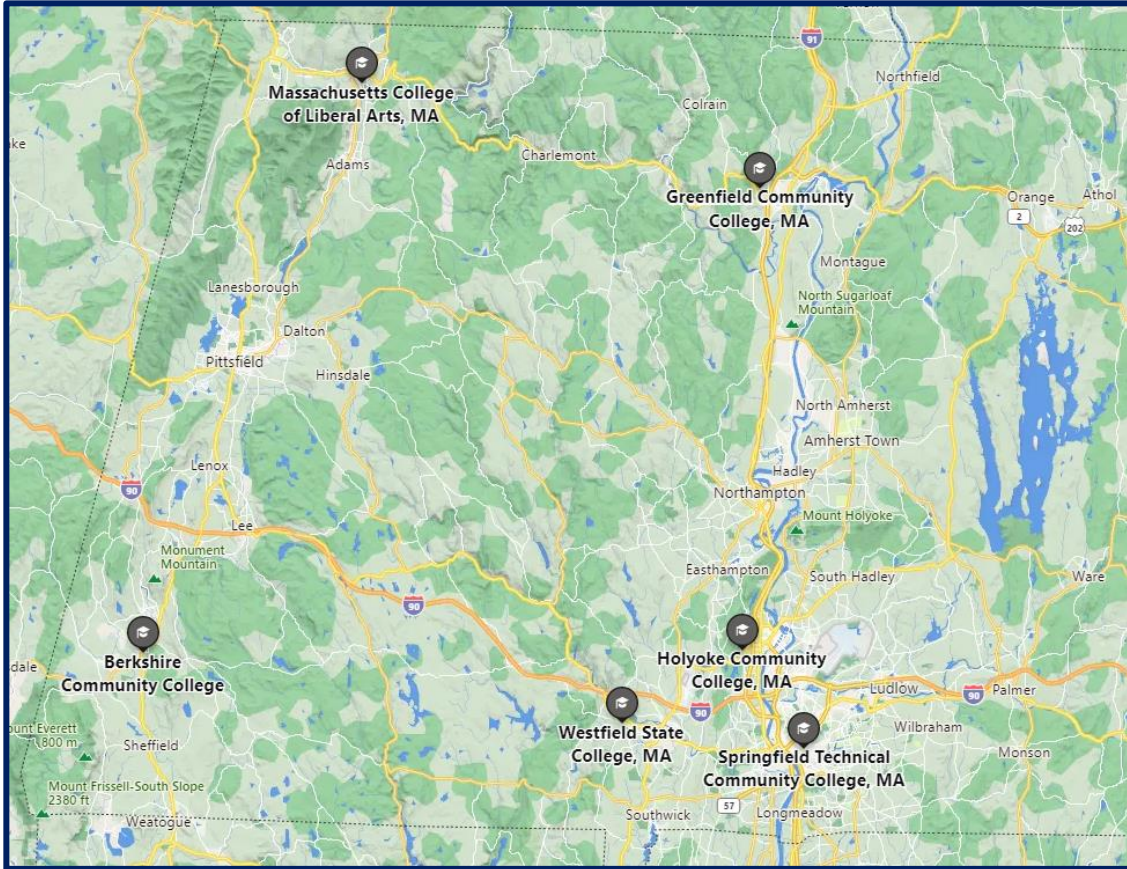 91
Northfield
Massachusetts College
of Liberal Arts, MA
Colrain
Charlemont
Adams
Greenfield Community
College, MA
Orange
Athol
2
202
Montague
Lanesborough
North Sugarloaf
Mountain
Dalton
Pittsfield
Hinsdale
North Amherst
Amherst Town
Lenox
Hadley
90
Northampton
Lee
Mount Holyoke
Monument
Mountain
Easthampton
South Hadley
Ware
90
Berkshire
Community College
Holyoke Community
College, MA
sdale
Ludlow
90
Palmer
90
Westfield State
College, MA
Wilbraham
ount Everett
(800 m)
Sheffield
Springfield Technical
Community College, MA
Monson
Mount Frissell-South Slope
2380 ft
57
Southwick
Longmeadow
Weatogue